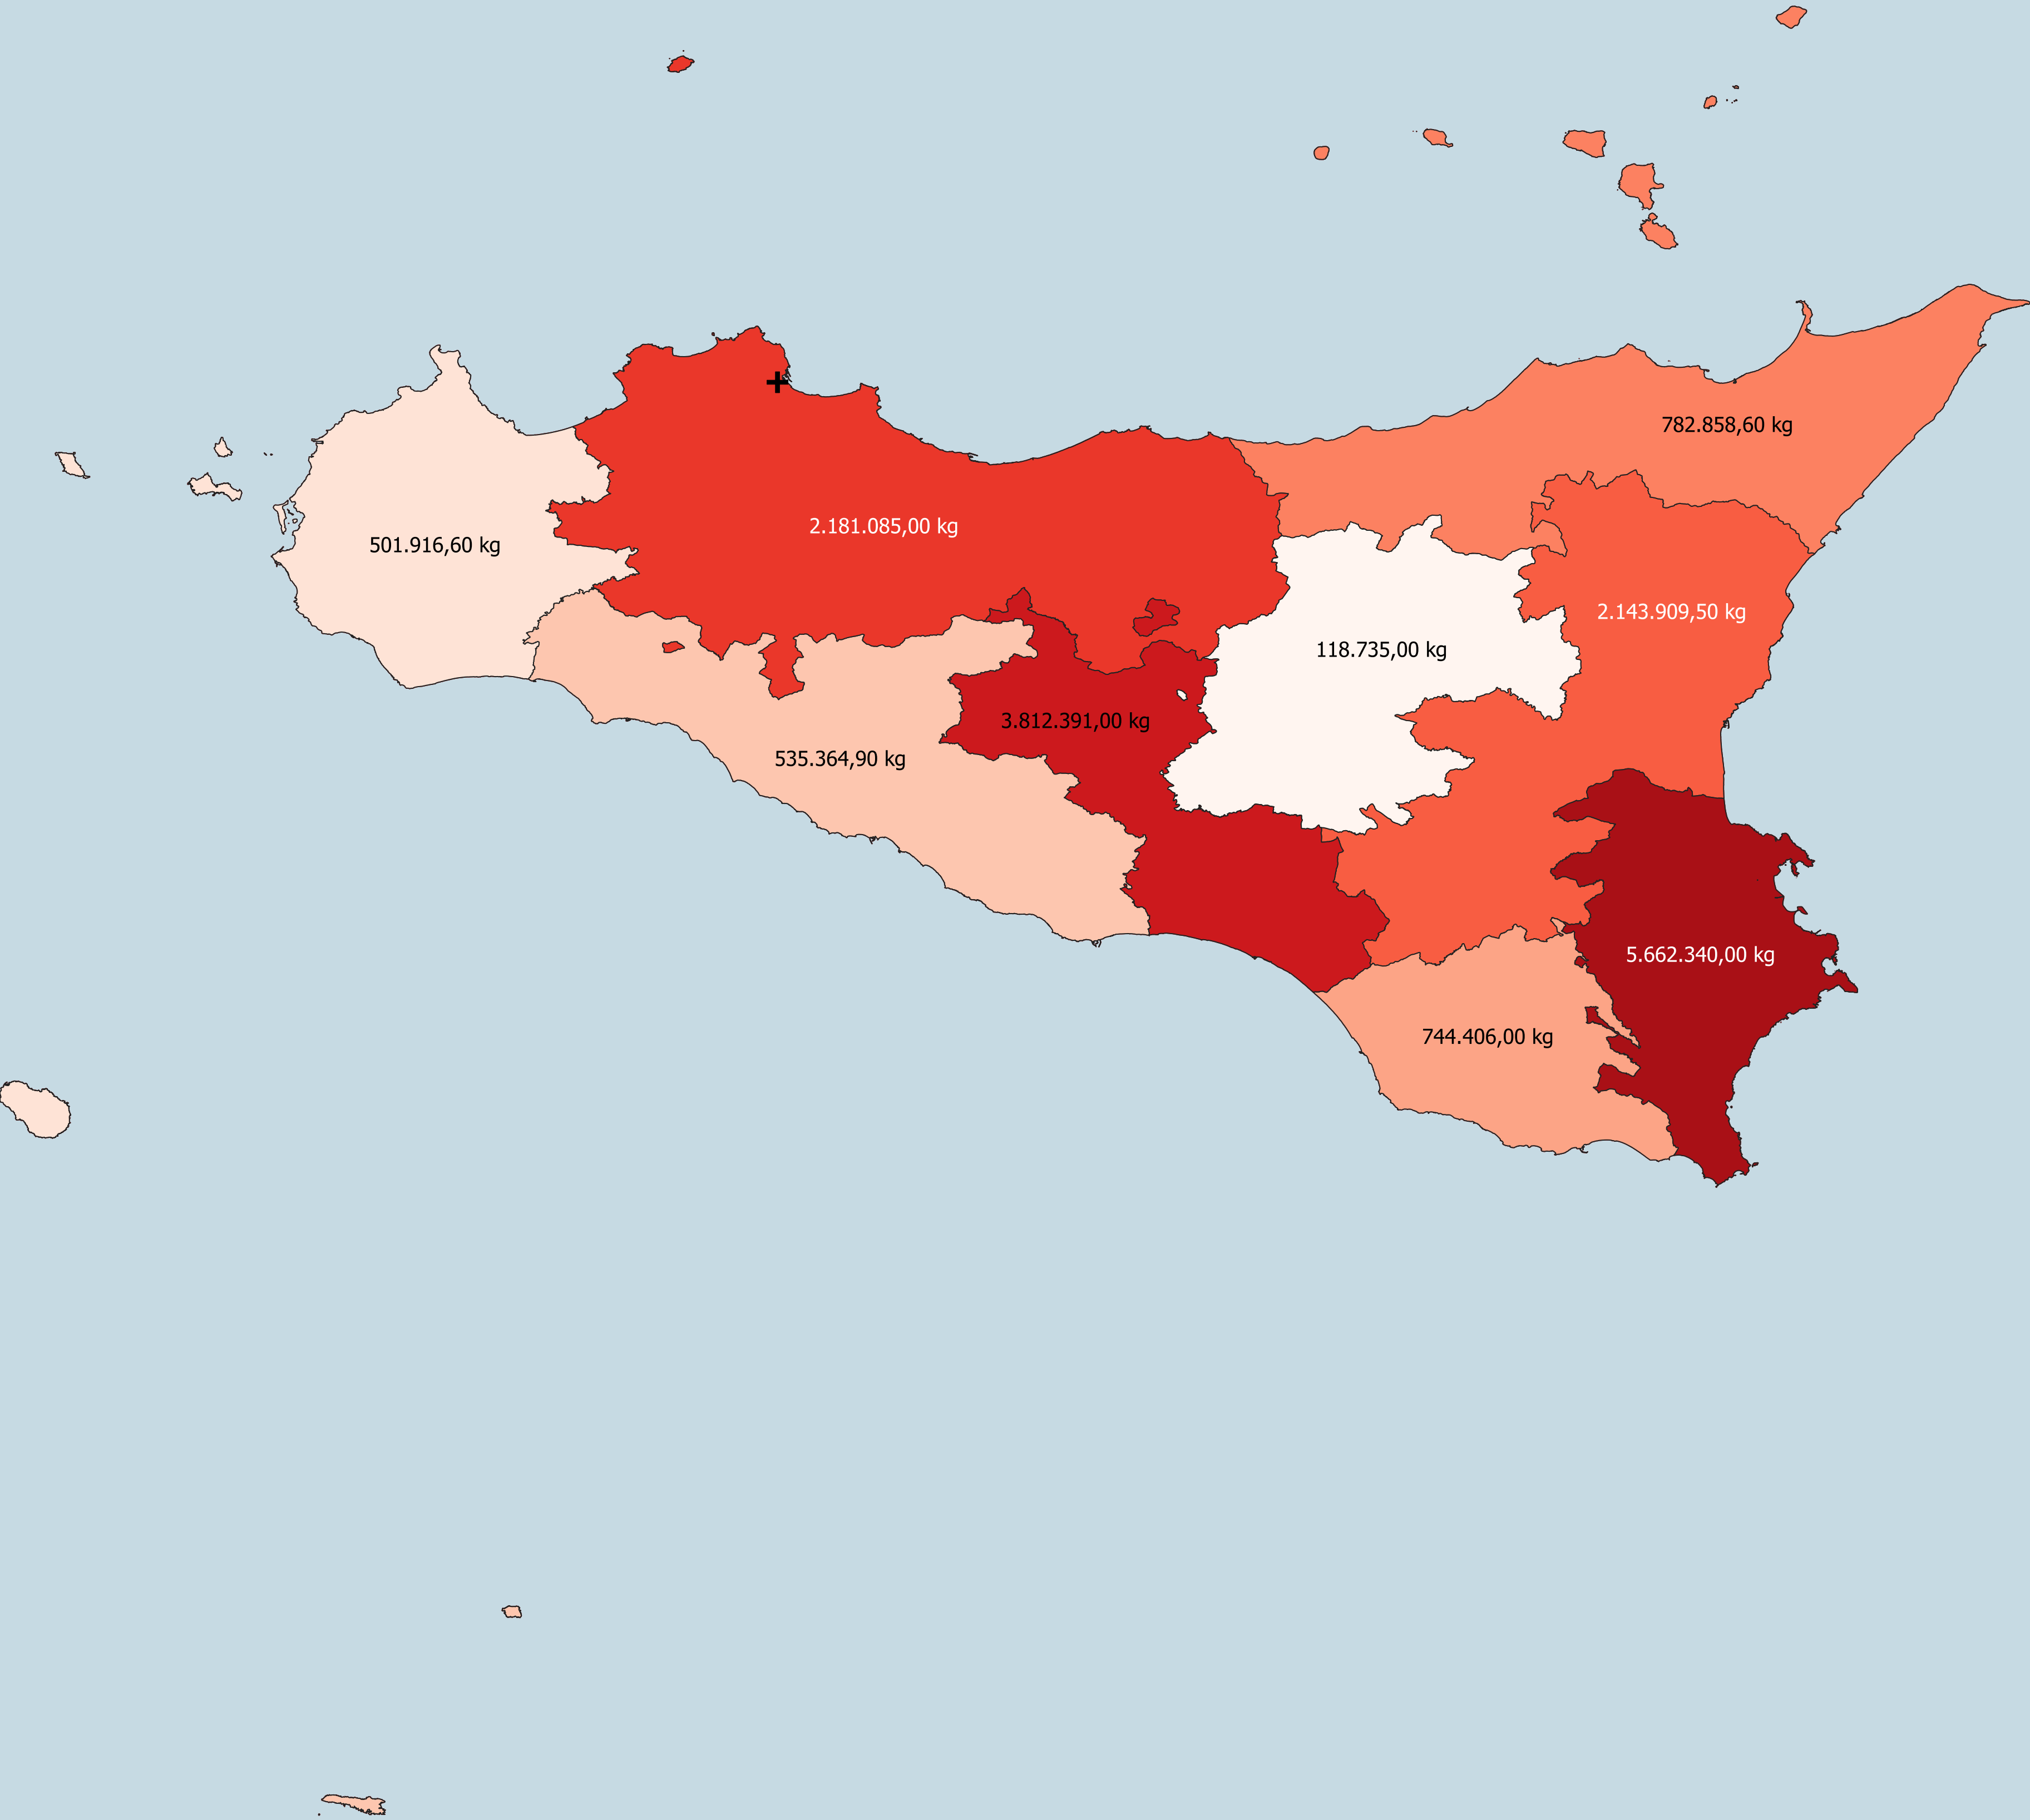 782.858,60 kg
2.181.085,00 kg
501.916,60 kg
2.143.909,50 kg
118.735,00 kg
3.812.391,00 kg
535.364,90 kg
5.662.340,00 kg
744.406,00 kg